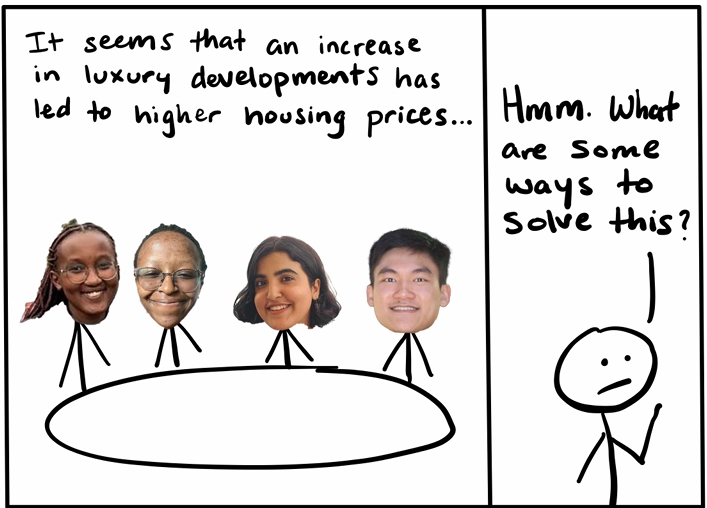 It seems that an increase
in luxury developments has
led to higher housing prices...
Hmm. What
are some
ways to
solve this?